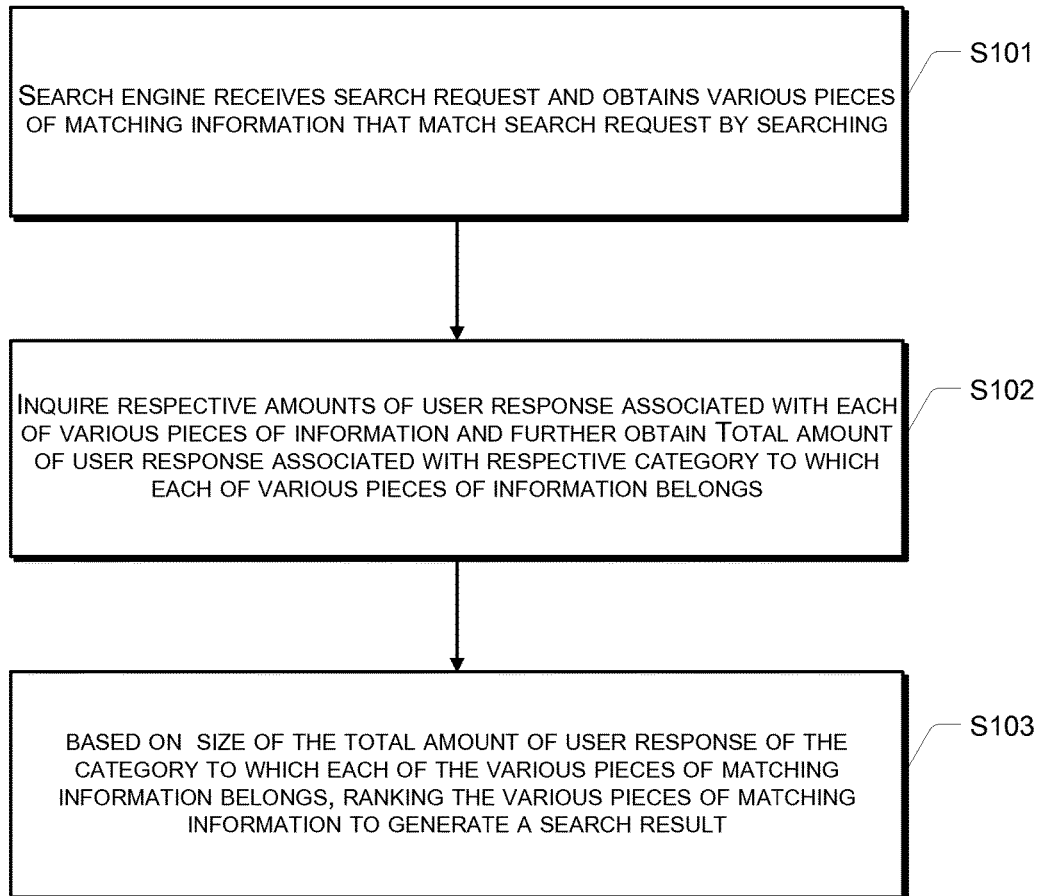 SEARCH ENGINE RECEIVES SEARCH REQUEST AND OBTAINS VARIOUS PIECES
OF MATCHING INFORMATION THAT MATCH SEARCH REQUEST BY SEARCHING
S101
INQUIRE RESPECTIVE AMOUNTS OF USER RESPONSE ASSOCIATED WITH EACH
OF VARIOUS PIECES OF INFORMATION AND FURTHER OBTAIN TOTAL AMOUNT
OF USER RESPONSE ASSOCIATED WITH RESPECTIVE CATEGORY TO WHICH
EACH OF VARIOUS PIECES OF INFORMATION BELONGS
S102
BASED ON SIZE OF THE TOTAL AMOUNT OF USER RESPONSE OF THE
CATEGORY TO WHICH EACH OF THE VARIOUS PIECES OF MATCHING
INFORMATION BELONGS, RANKING THE VARIOUS PIECES OF MATCHING
INFORMATION TO GENERATE A SEARCH RESULT
S103